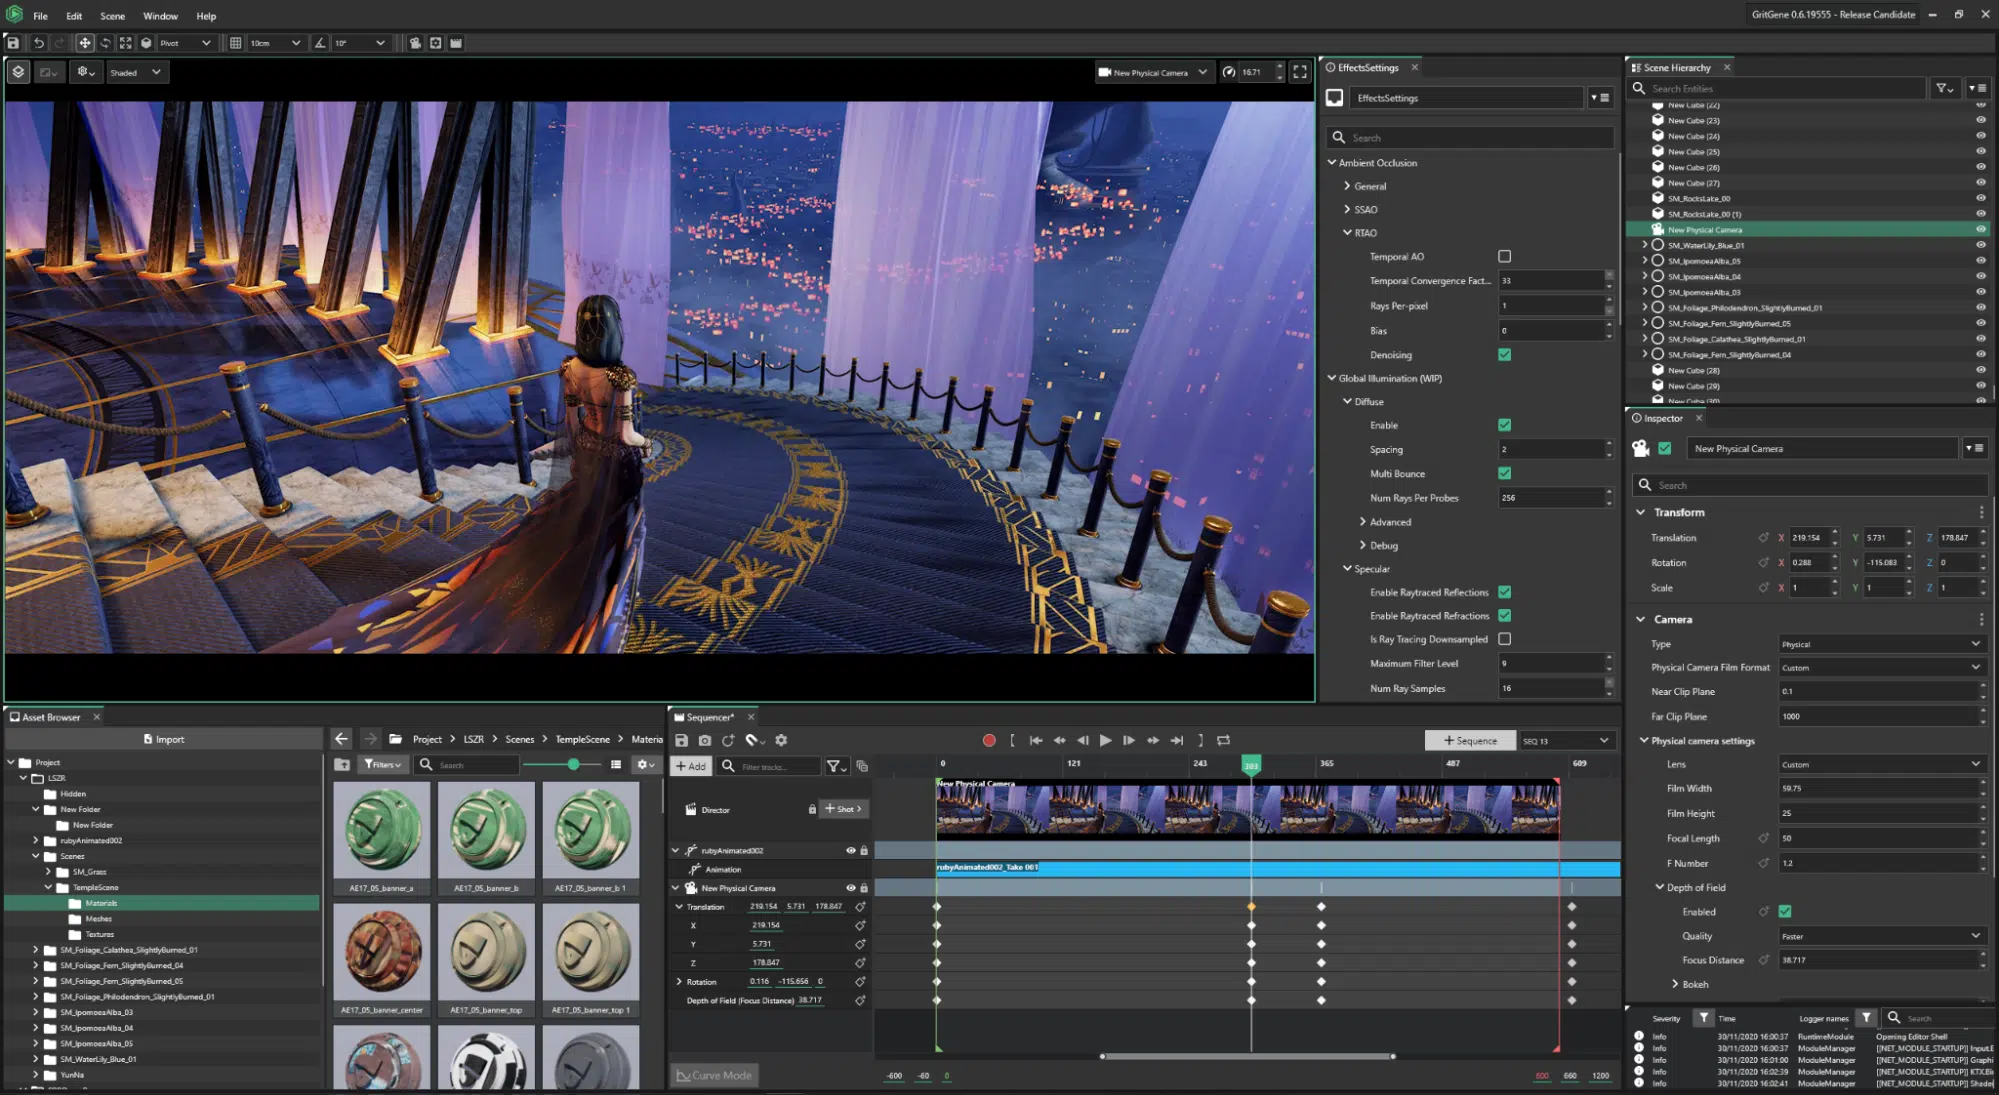 File Edit Scene Window Help
GritGene 0.6.19555 - Release Candidate
Pivot 10cm 10°
Shaded
New Physical Camera 16.71
EffectsSettings
EffectsSettings
Search
Ambient Occlusion
General
SSAO
RTAO
Temporal AO
Temporal Convergence Fact... 33
Rays Per-pixel 1
Bias 0
Denoising
Global Illumination (WIP)
Diffuse
Enable
Spacing 2
Multi Bounce
Num Rays Per Probes 256
Advanced
Debug
Specular
Enable Raytraced Reflections
Enable Raytraced Refractions
Is Ray Tracing Downsampled
Maximum Filter Level 9
Num Ray Samples 16
Scene Hierarchy
Search Entities
New Cube (22)
New Cube (23)
New Cube (24)
New Cube (25)
New Cube (26)
New Cube (27)
SM_RocksLake_00
SM_RocksLake_00 (1)
New Physical Camera
SM_WaterLily_Blue_01
SM_IpomoeaAlba_05
SM_IpomoeaAlba_04
SM_IpomoeaAlba_03
SM_Foliage_Philodendron_SlightlyBurned_01
SM_Foliage_Fern_SlightlyBurned_05
SM_Foliage_Calathea_SlightlyBurned_01
SM_Foliage_Fern_SlightlyBurned_04
New Cube (28)
New Cube (29)
New Cube (30)
Inspector
New Physical Camera
Search
Transform
Translation X 219.154 Y 5.731 Z 178.847
Rotation X 0.288 Y -115.083 Z 0
Scale X 1 Y 1 Z 1
Camera
Type Physical
Physical Camera Film Format Custom
Near Clip Plane 0.1
Far Clip Plane 1000
Physical camera settings
Lens Custom
Film Width 59.75
Film Height 25
Focal Length 50
F Number 1.2
Depth of Field
Enabled
Quality Faster
Focus Distance 38.717
Bokeh
Severity Time Logger names Search
Info 30/11/2020 16:00:37 RuntimeModule Opening Editor Shell
Info 30/11/2020 16:00:37 ModuleManager [[NET_MODULE_STARTUP]] Input.E
Info 30/11/2020 16:01:00 ModuleManager [[NET_MODULE_STARTUP]] Graphi
Info 30/11/2020 16:02:39 ModuleManager [[NET_MODULE_STARTUP]] KTX.Bi
Info 30/11/2020 16:02:41 ModuleManager [[NET_MODULE_STARTUP]] Shade
Asset Browser
Import
Project
LSZR
Hidden
New Folder
New Folder
rubyAnimated002
Scenes
SM_Grass
TempleScene
Materials
Meshes
Textures
SM_Foliage_Calathea_SlightlyBurned_01
SM_Foliage_Fern_SlightlyBurned_04
SM_Foliage_Fern_SlightlyBurned_05
SM_Foliage_Philodendron_SlightlyBurned_01
SM_IpomoeaAlba_03
SM_IpomoeaAlba_04
SM_IpomoeaAlba_05
SM_WaterLily_Blue_01
YunNa
Project LSZR Scenes TempleScene Materia
Filters Search
AE17_05_banner_a AE17_05_banner_b AE17_05_banner_b 1
AE17_05_banner_center AE17_05_banner_top AE17_05_banner_top 1
Sequencer*
Sequence SEQ 13
Add Filter tracks...
0 121 243 303 365 487 609
Director Shot
New Physical Camera
rubyAnimated002
Animation
rubyAnimated002_Take 001
New Physical Camera
Translation 219.154 5.731 178.847
X 219.154
Y 5.731
Z 178.847
Rotation 0.116 -115.656 0
Depth of Field (Focus Distance) 38.717
Curve Mode
-600 -60 0 600 660 1200